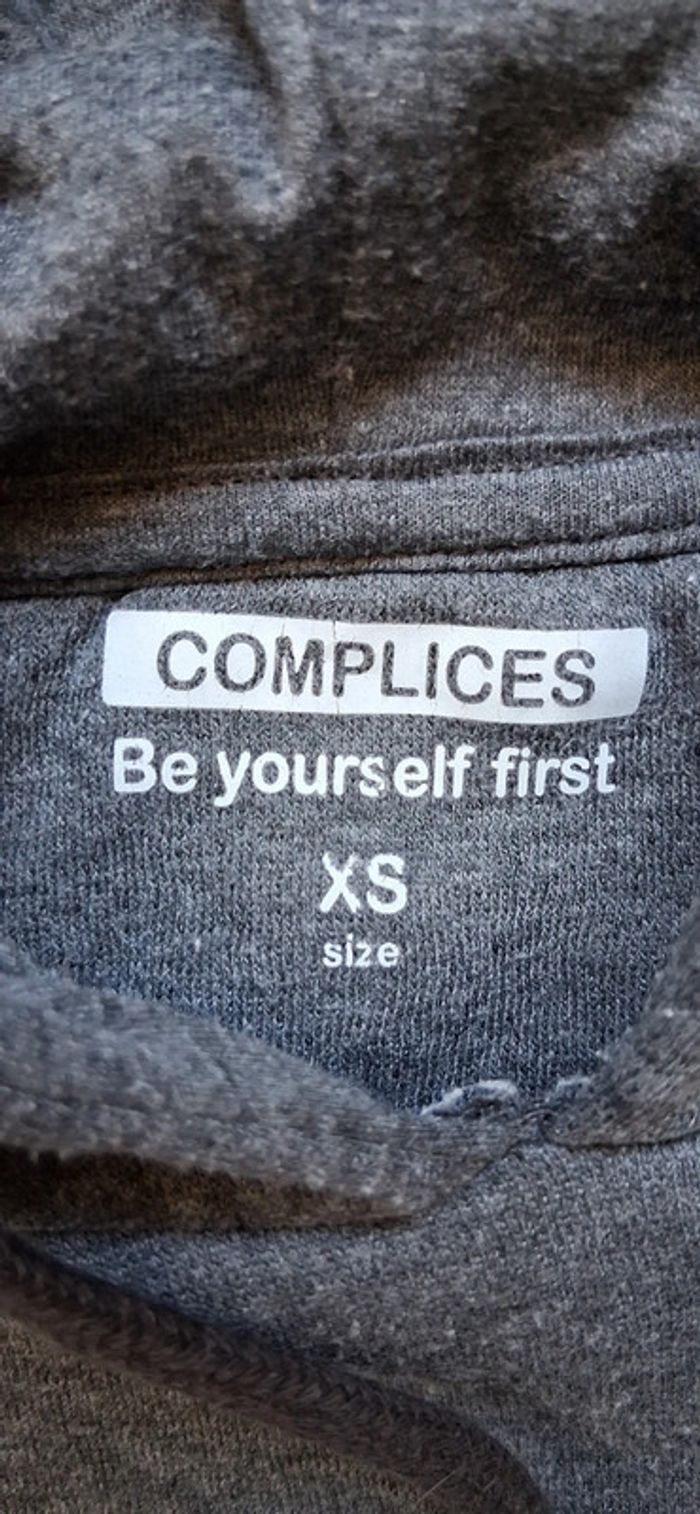 COMPLICES
Be yourself first
XS
size